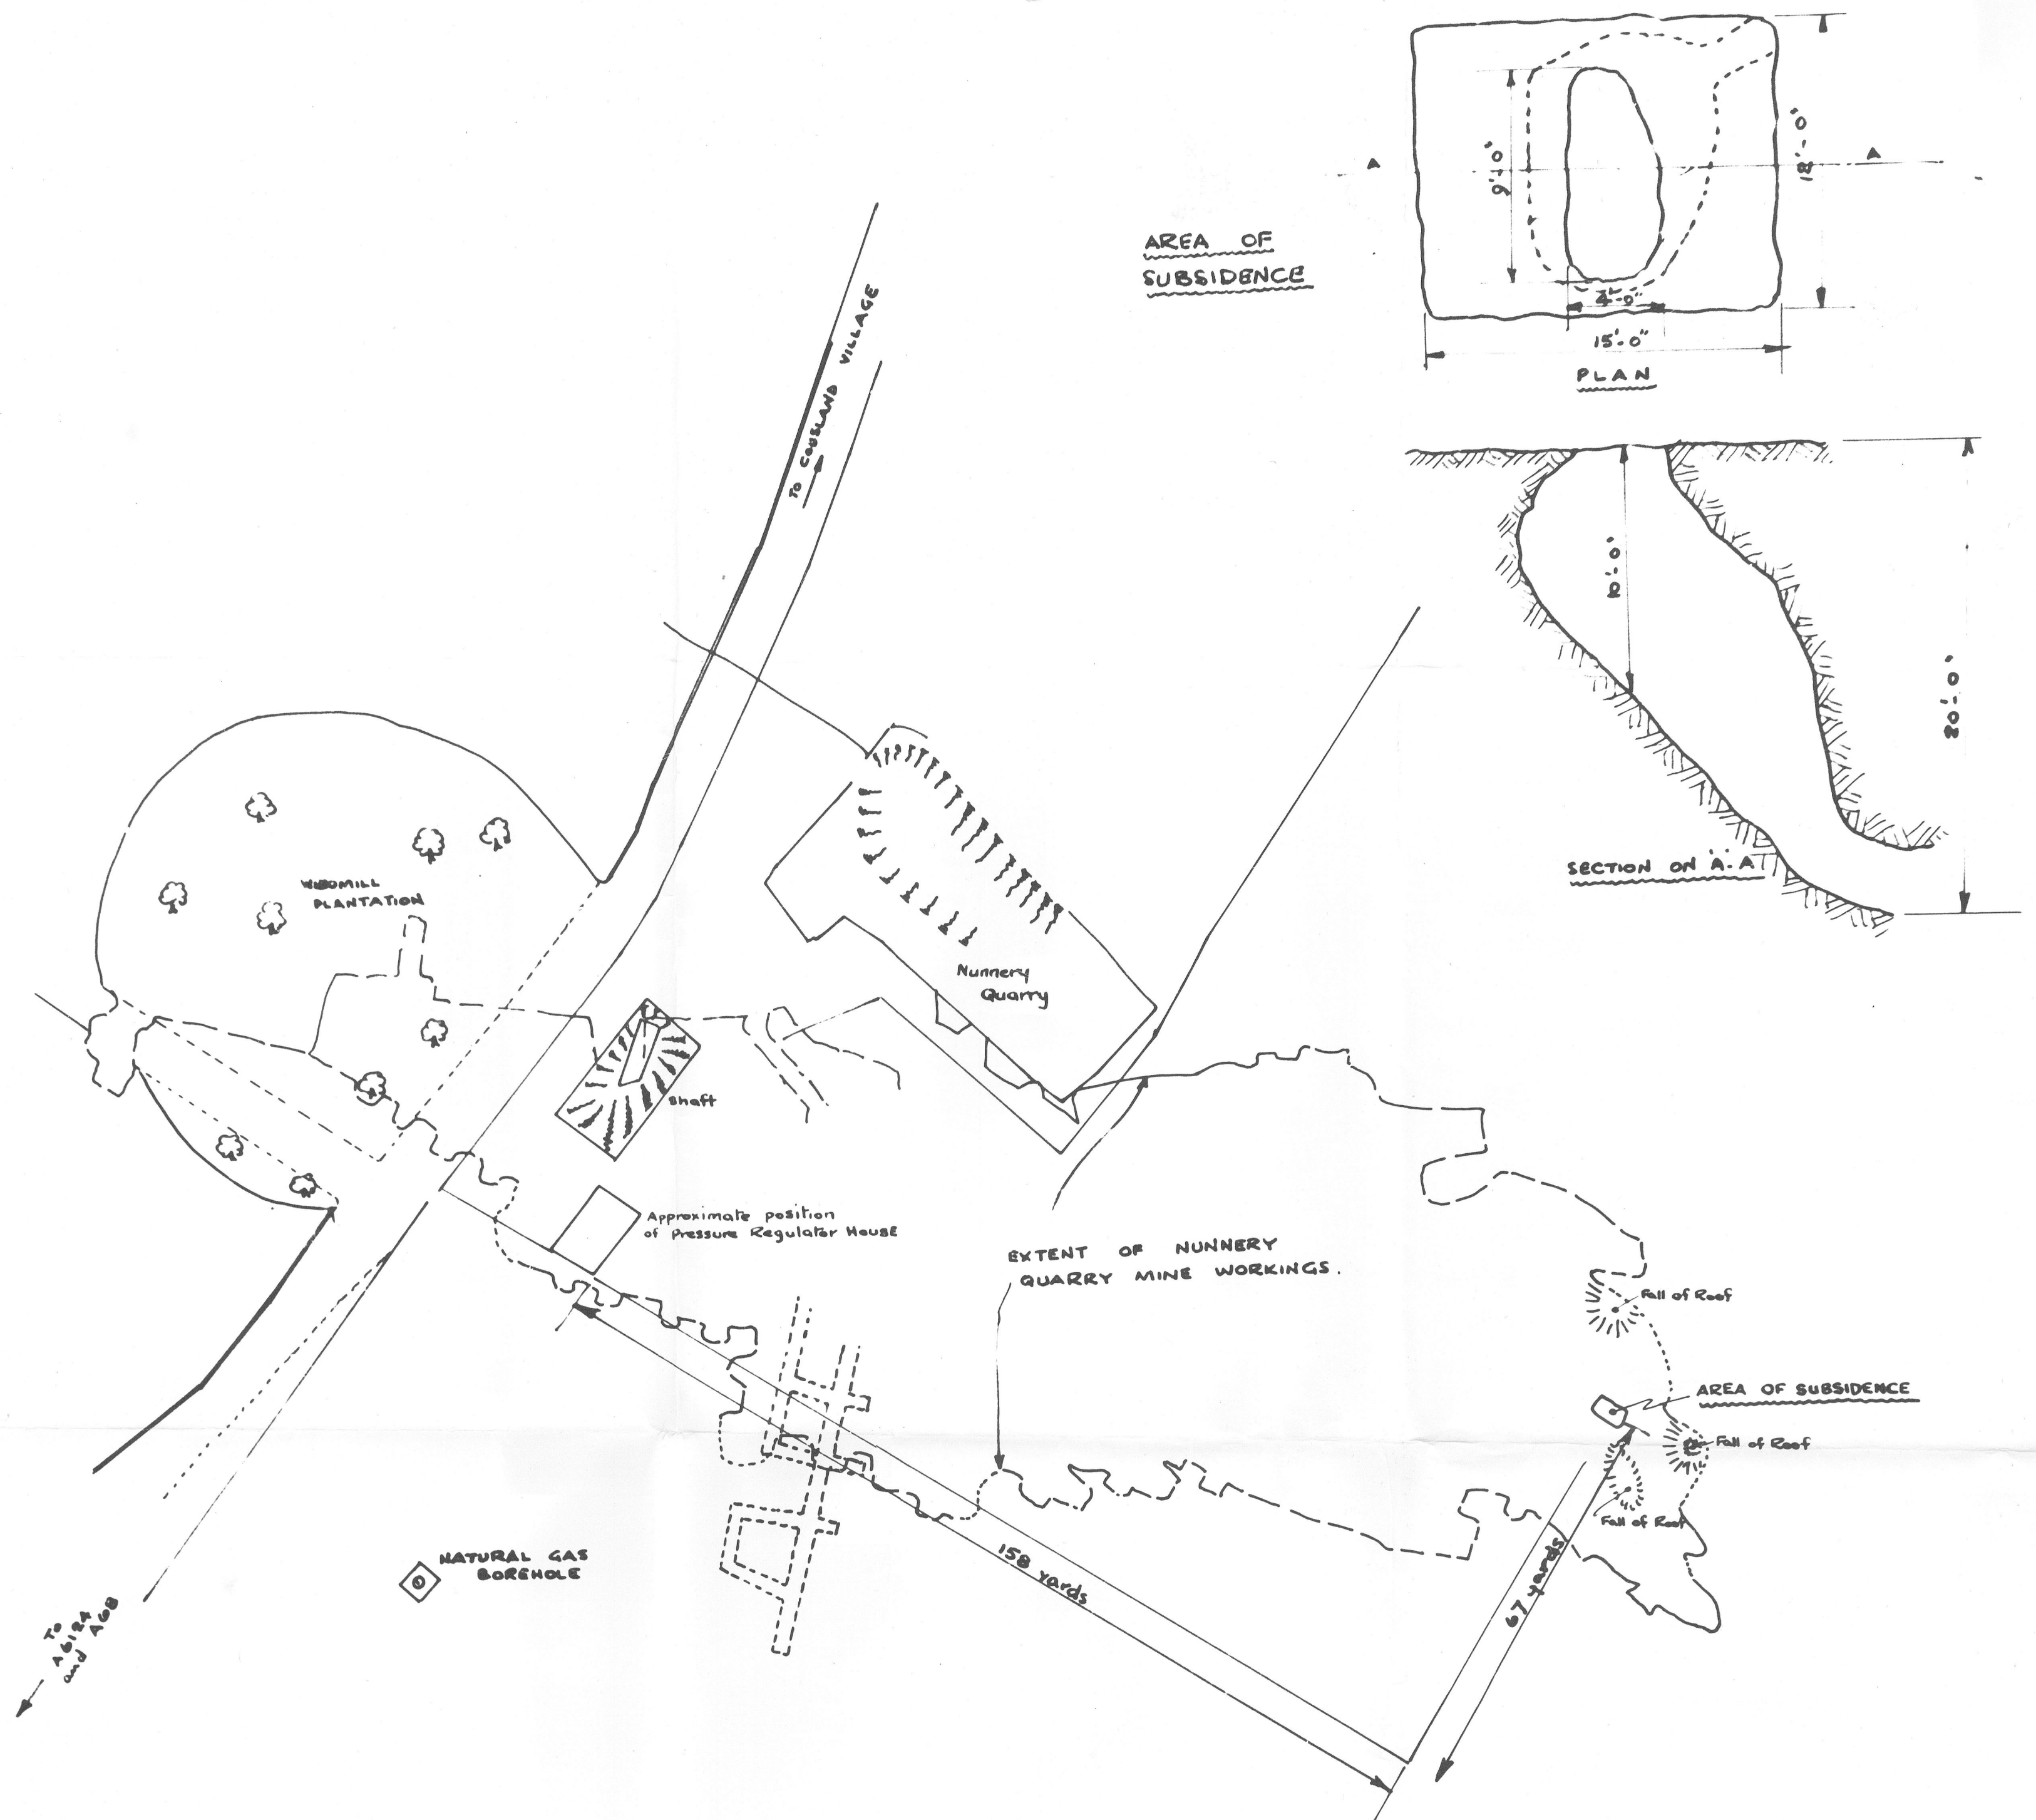 AREA OF
SUBSIDENCE
A
A
9'-0"
12'-0"
4'-0"
15'-0"
PLAN
20'-0"
SECTION ON "A"-A
TO COUSLAND VILLAGE
WINDMILL
PLANTATION
Nunnery
Quarry
Shaft
Approximate position
of Pressure Regulator House
EXTENT OF NUNNERY
QUARRY MINE WORKINGS.
Fall of Roof
AREA OF SUBSIDENCE
Fall of Roof
Fall of Roof
158 yards
67 yards
NATURAL GAS
BOREHOLE
To
A6124
and A68